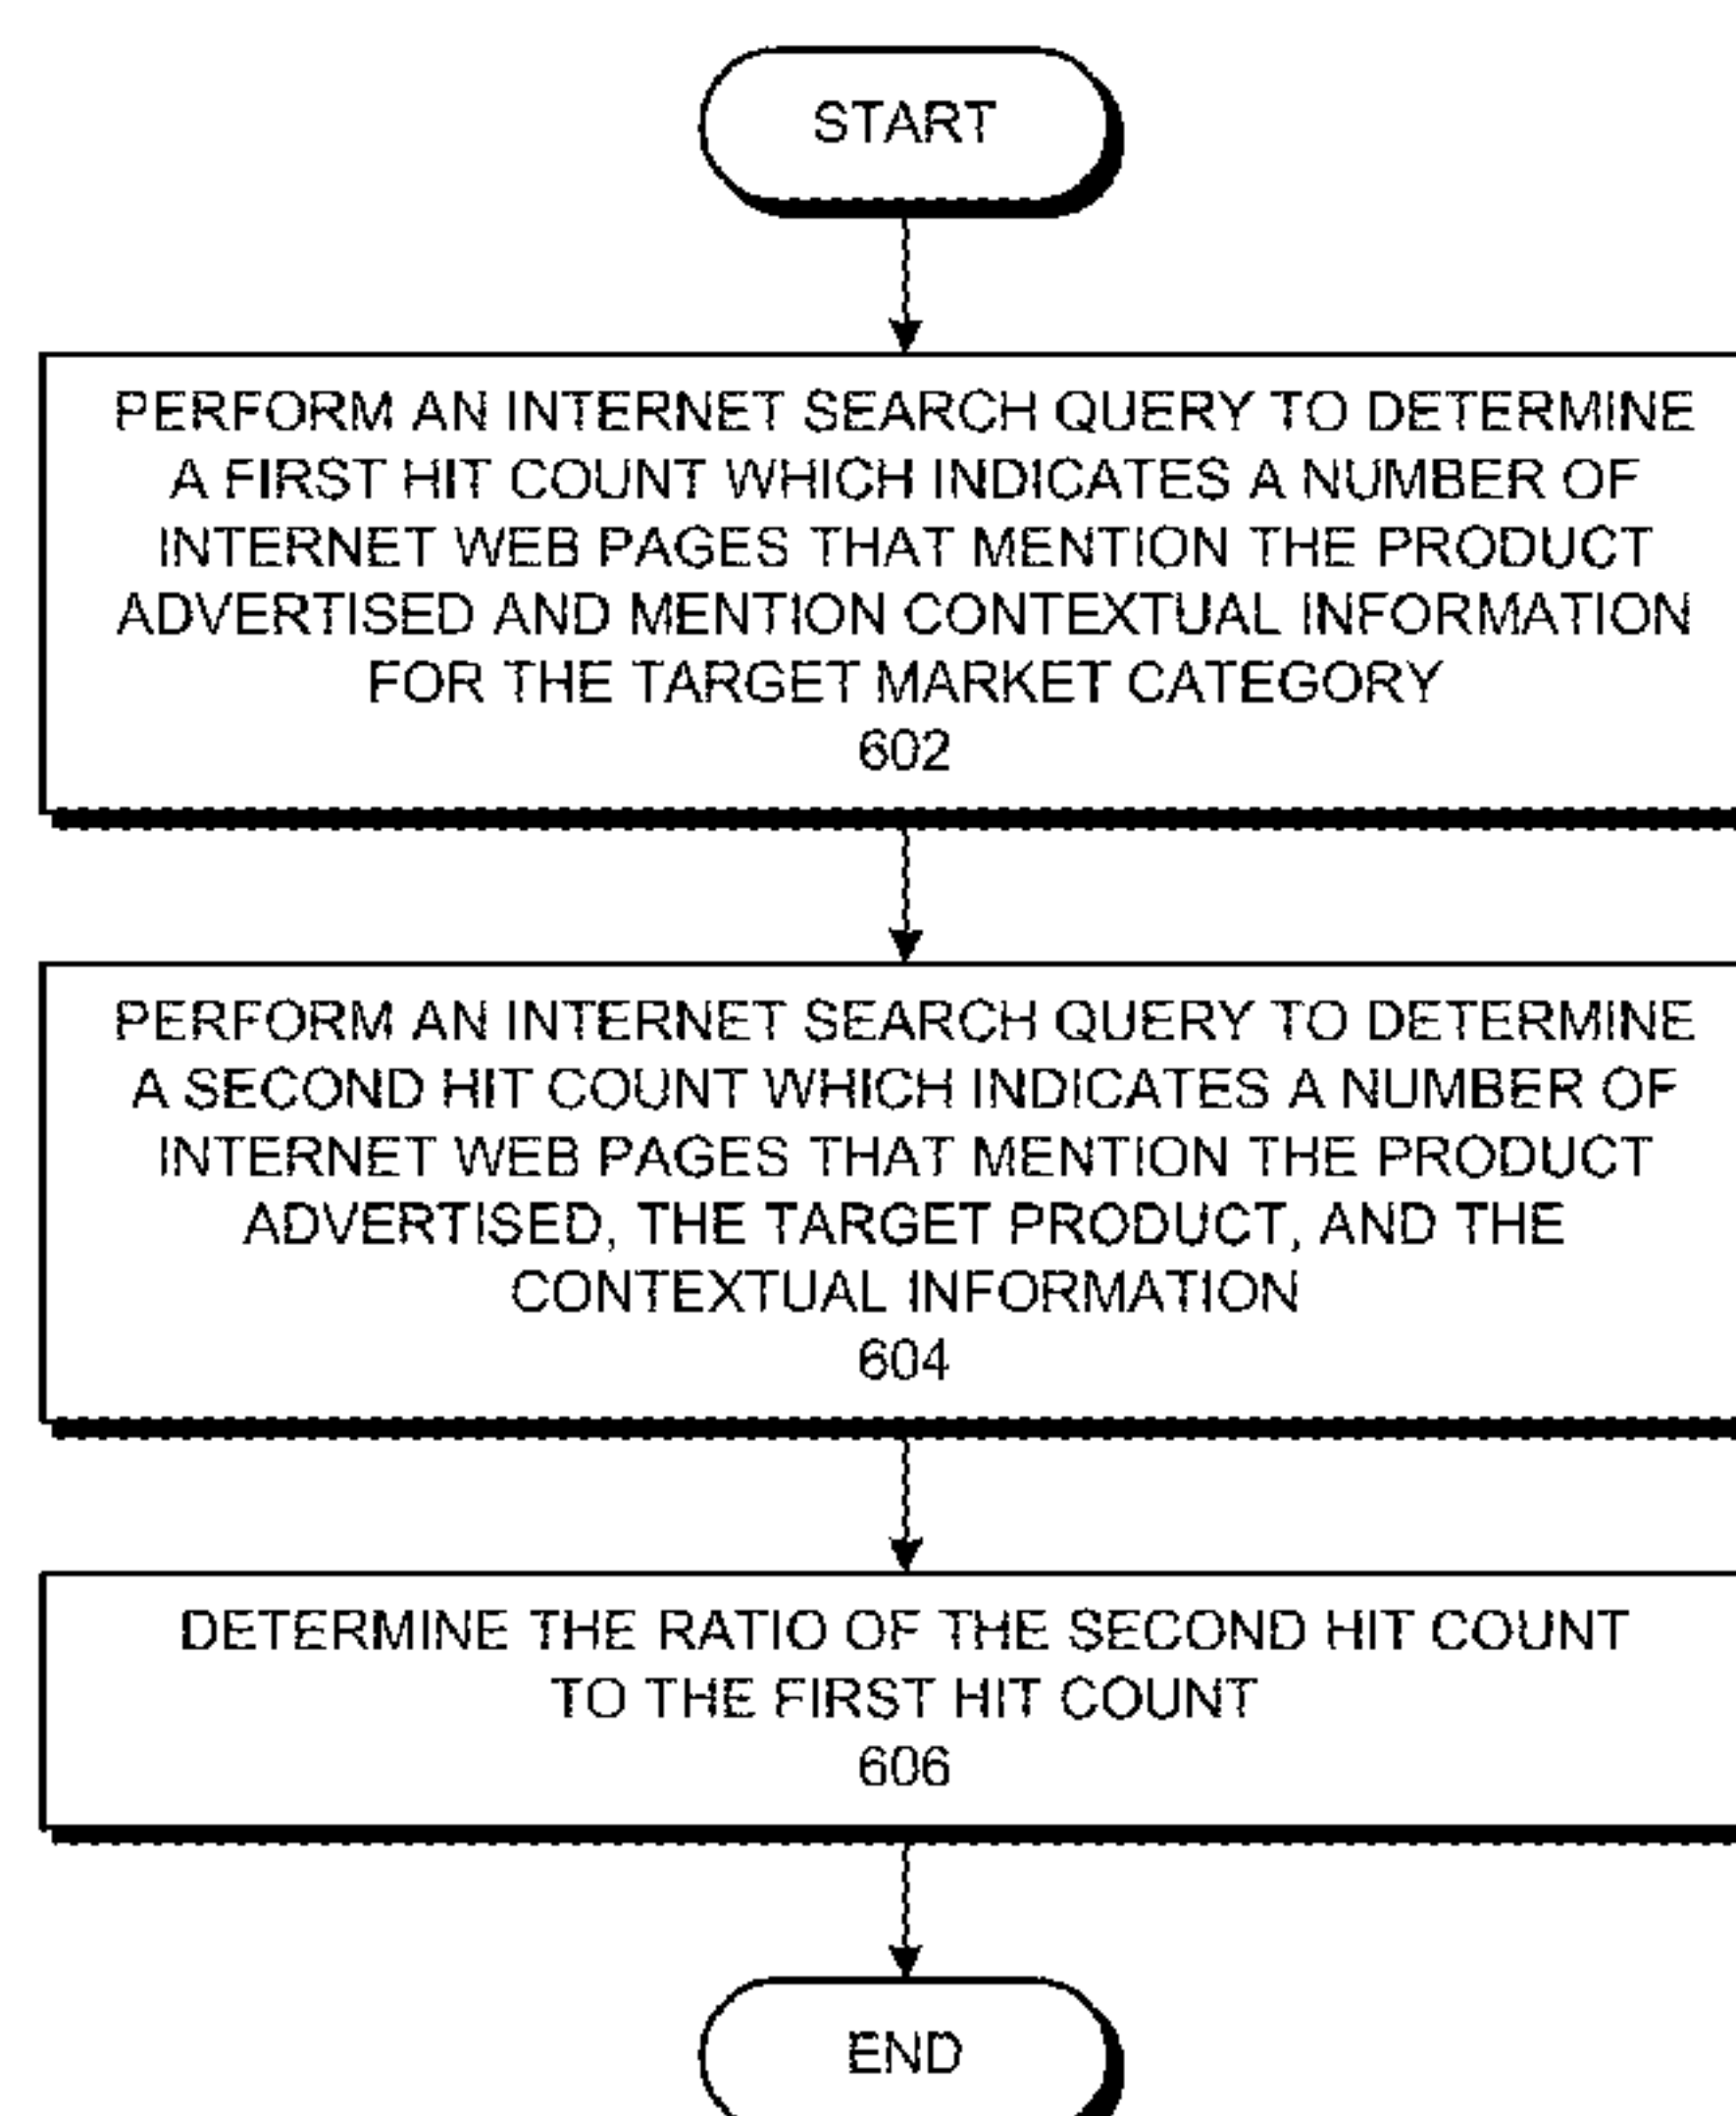 START
PERFORM AN INTERNET SEARCH QUERY TO DETERMINE
A FIRST HIT COUNT WHICH INDICATES A NUMBER OF
INTERNET WEB PAGES THAT MENTION THE PRODUCT
ADVERTISED AND MENTION CONTEXTUAL INFORMATION
FOR THE TARGET MARKET CATEGORY
602
PERFORM AN INTERNET SEARCH QUERY TO DETERMINE
A SECOND HIT COUNT WHICH INDICATES A NUMBER OF
INTERNET WEB PAGES THAT MENTION THE PRODUCT
ADVERTISED, THE TARGET PRODUCT, AND THE
CONTEXTUAL INFORMATION
604
DETERMINE THE RATIO OF THE SECOND HIT COUNT
TO THE FIRST HIT COUNT
606
END